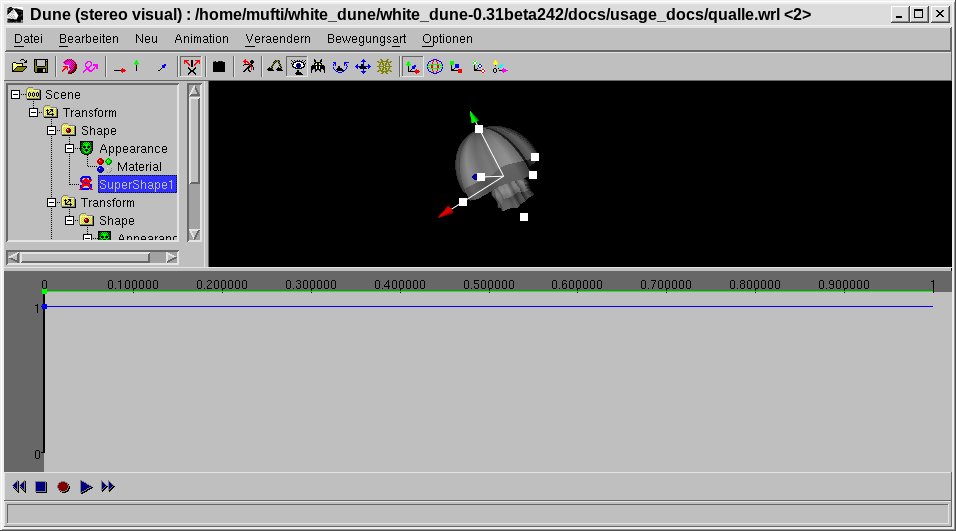 Dune (stereo visual) : /home/mufti/white_dune/white_dune-0.31beta242/docs/usage_docs/qualle.wrl <2>
Datei Bearbeiten Neu Animation Veraendern Bewegungsart Optionen
Scene
Transform
Shape
Appearance
Material
SuperShape1
Transform
Shape
Appearanc
0 0.100000 0.200000 0.300000 0.400000 0.500000 0.600000 0.700000 0.800000 0.900000 1
1
0